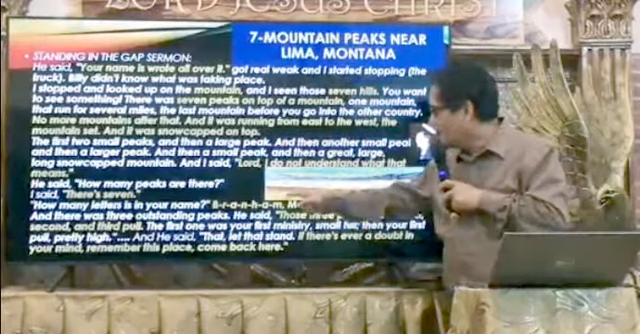 LORD JESUS CHRIST
7-MOUNTAIN PEAKS NEAR
LIMA, MONTANA
• STANDING IN THE GAP SERMON:
He said, "Your name is wrote all over it." got real weak and I started stopping (the
truck). Billy didn't know what was taking place.
I stopped and looked up on the mountain, and I seen those seven hills. You want
to see something! There was seven peaks on top of a mountain, one mountain,
that run for several miles, the last mountain before you go into the other country.
No more mountains after that. And it was running from east to the west, the
mountain set. And it was snowcapped on top.
The first two small peaks, and then a large peak. And then another small peak
and then a larger peak. And then a small peak, and then a great, large,
long snowcapped mountain. And I said, "Lord, I do not understand what that
means."
He said, "How many peaks are there?"
I said, "There's seven."
"How many letters is in your name?" B-r-a-n-h-a-m, M
And there was three outstanding peaks. He said, "Those three
second, and third pull. The first one was your first ministry, small hill; then your first
pull, pretty high.".... And He said, "That, let that stand. If there's ever a doubt in
your mind, remember this place, come back here."